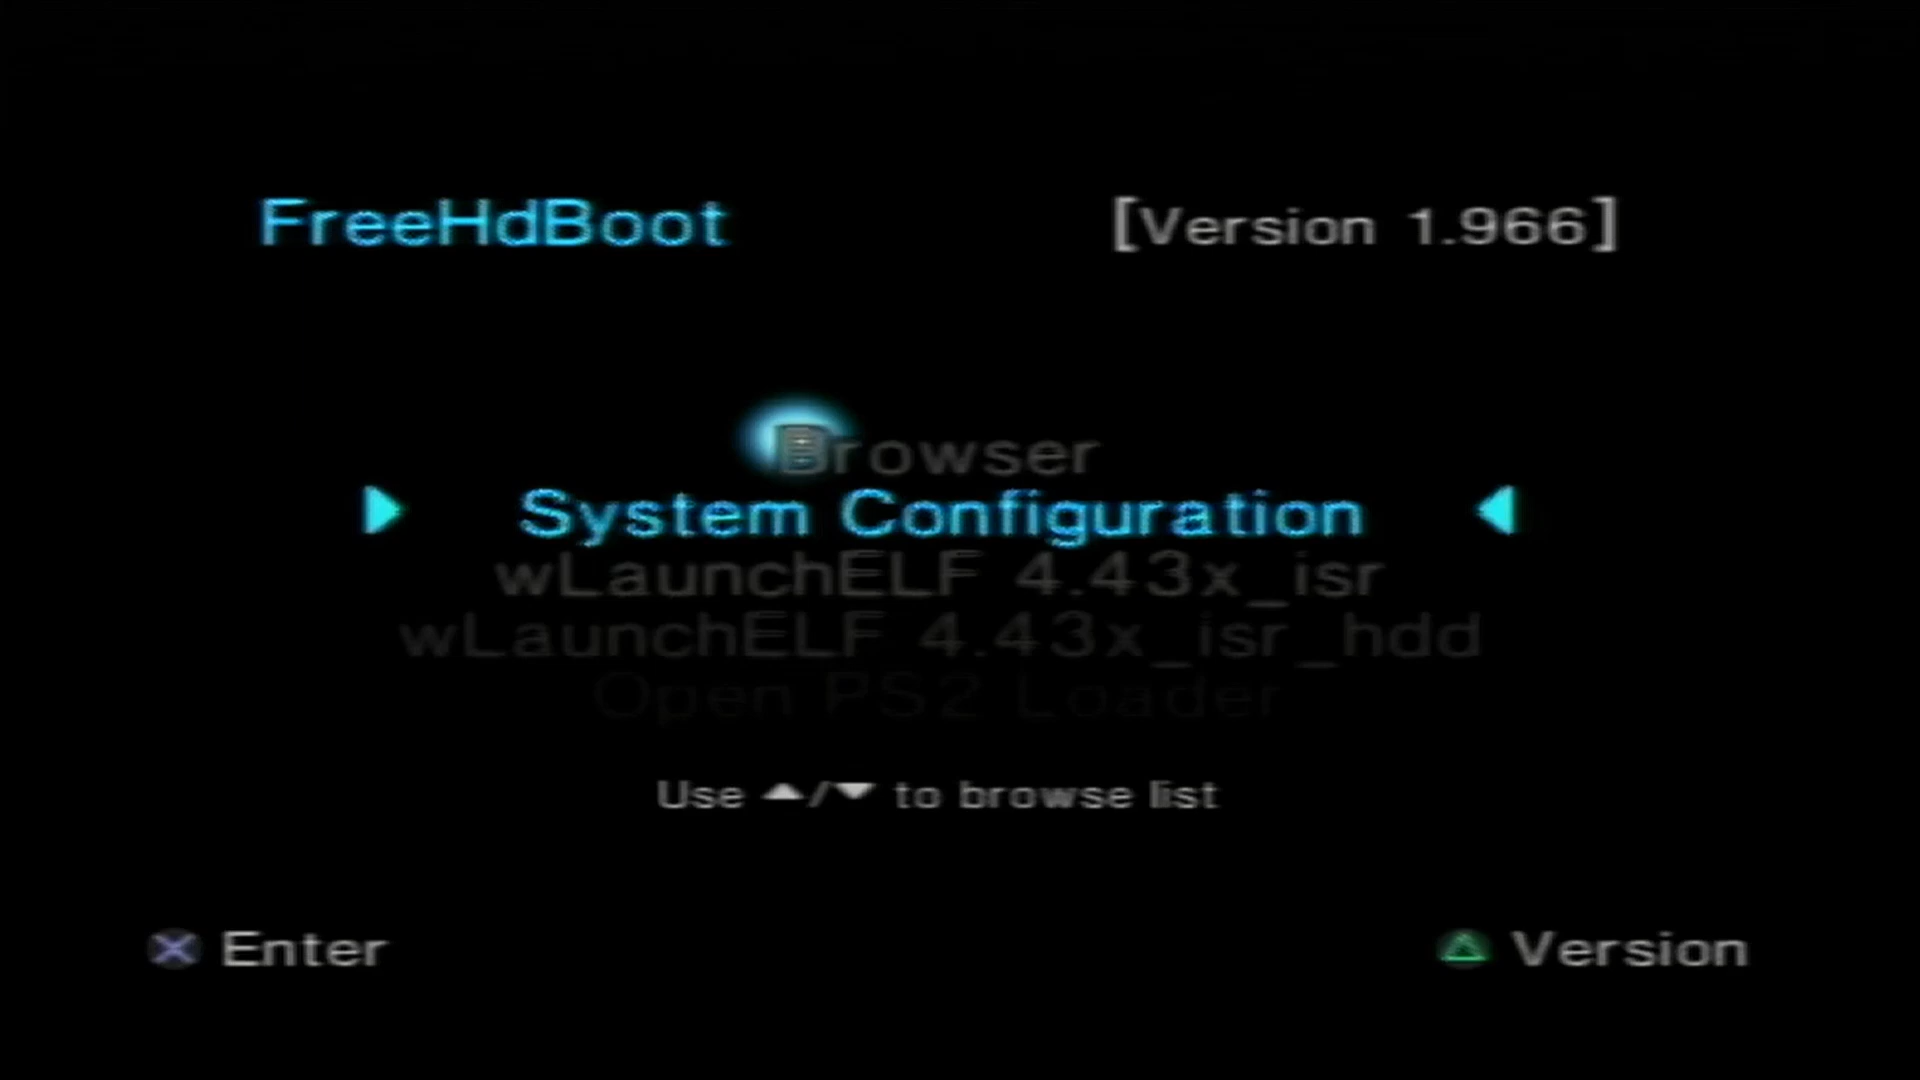 FreeHdBoot [Version 1.966]
Browser
System Configuration
wLaunchELF 4.43x_isr
wLaunchELF 4.43x_isr_hdd
Open PS2 Loader
Use ▲/▼ to browse list
Enter Version